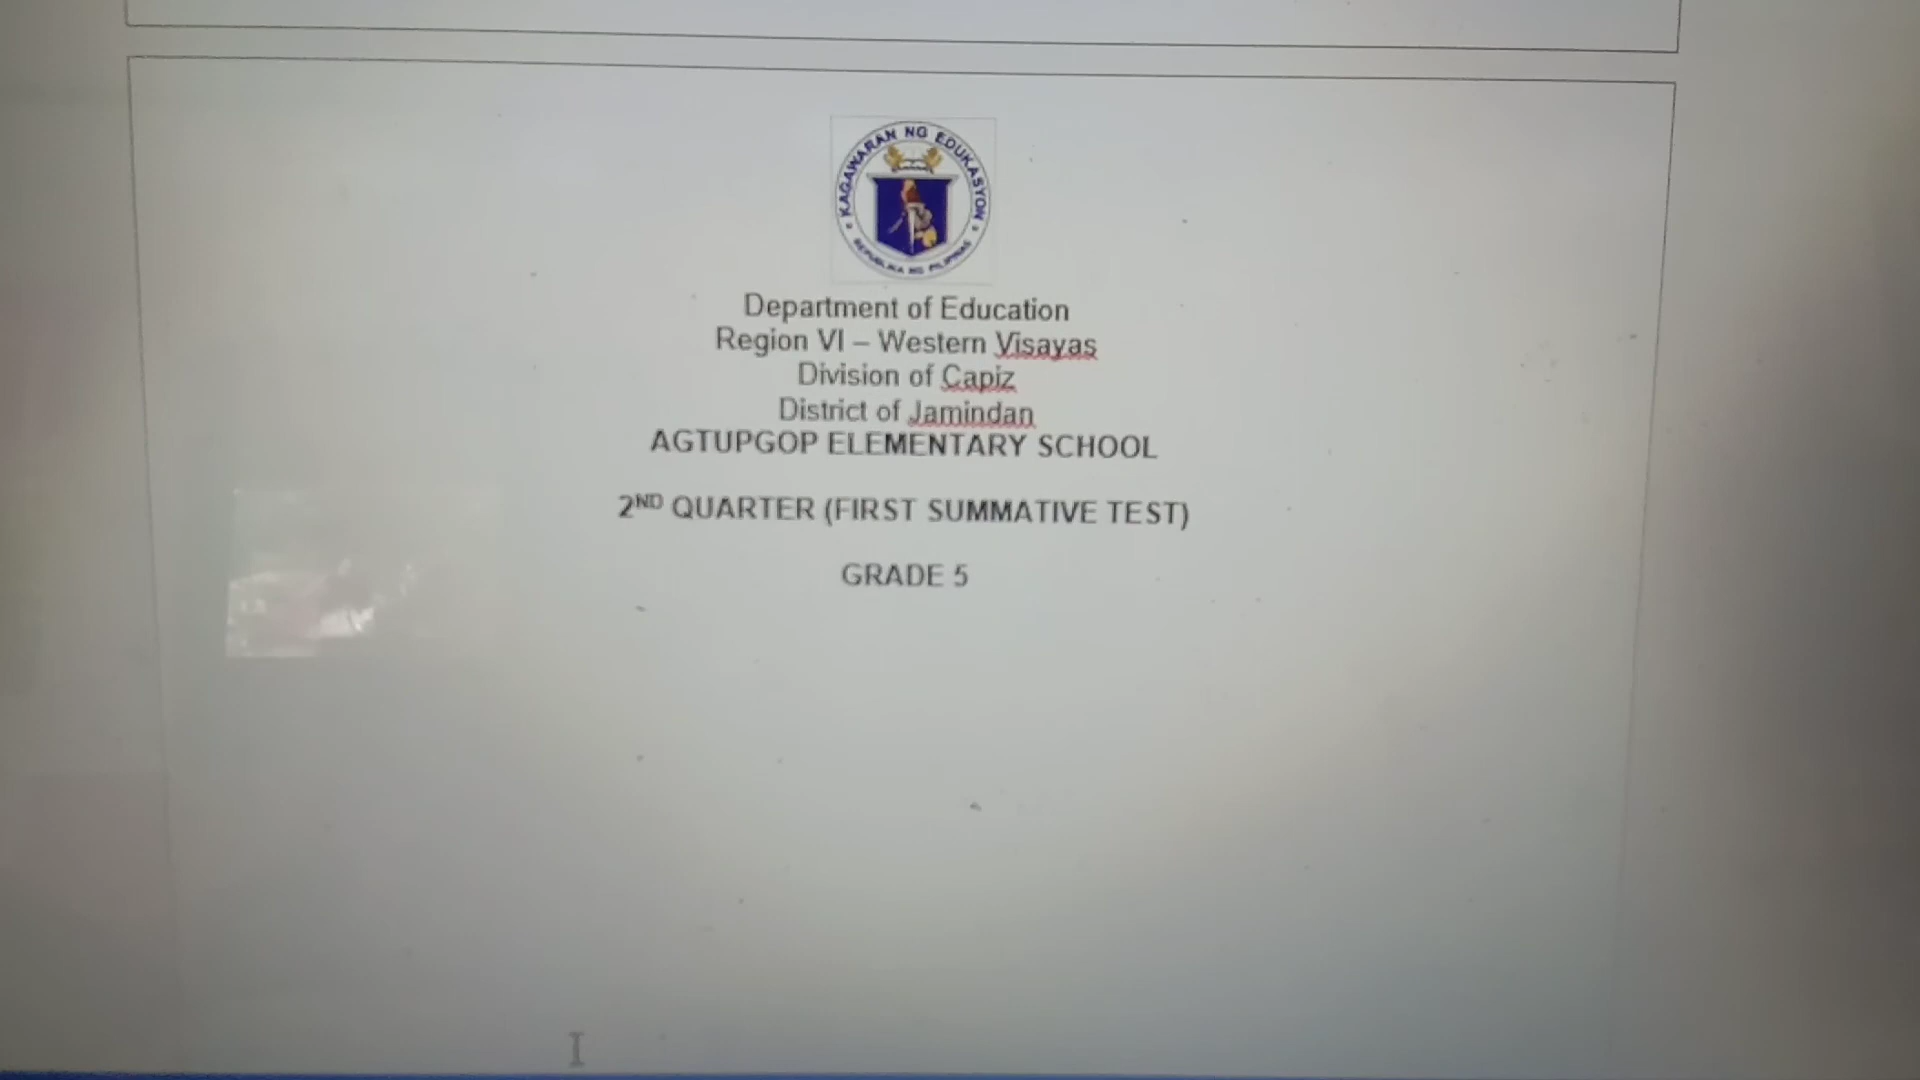 KAGAWARAN NG EDUKASYON
REPUBLIKA NG PILIPINAS
Department of Education
Region VI – Western Visayas
Division of Capiz
District of Jamindan
AGTUPGOP ELEMENTARY SCHOOL
2ND QUARTER (FIRST SUMMATIVE TEST)
GRADE 5